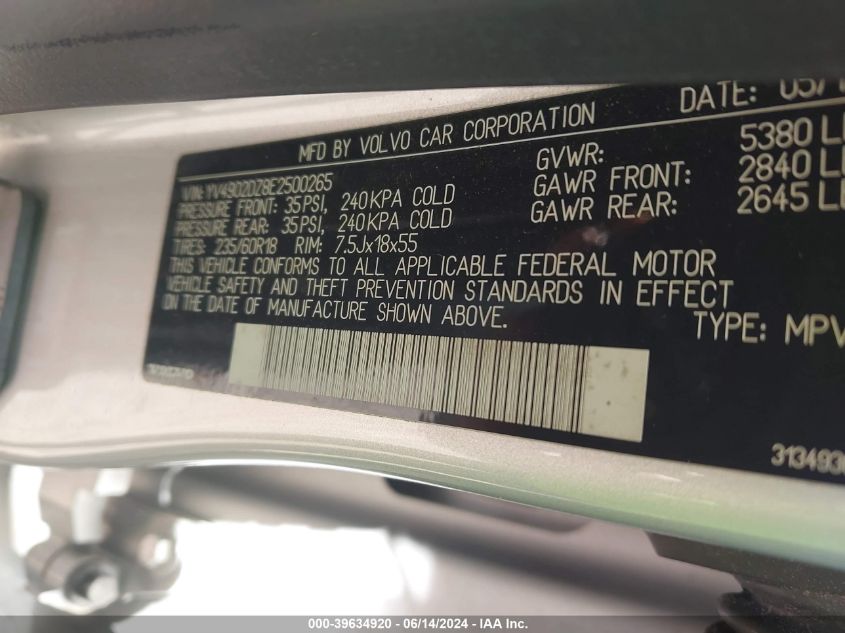 MFD BY VOLVO CAR CORPORATION DATE: 05/
VIN: YV4902DZ8E2500265
PRESSURE FRONT: 35PSI, 240KPA COLD
PRESSURE REAR: 35PSI, 240KPA COLD
TIRES: 235/60R18 RIM: 7.5Jx18x55
GVWR: 5380 L
GAWR FRONT: 2840 L
GAWR REAR: 2645 L
THIS VEHICLE CONFORMS TO ALL APPLICABLE FEDERAL MOTOR
VEHICLE SAFETY AND THEFT PREVENTION STANDARDS IN EFFECT
ON THE DATE OF MANUFACTURE SHOWN ABOVE.
TYPE: MPV
313493
000-39634920 - 06/14/2024 - IAA Inc.